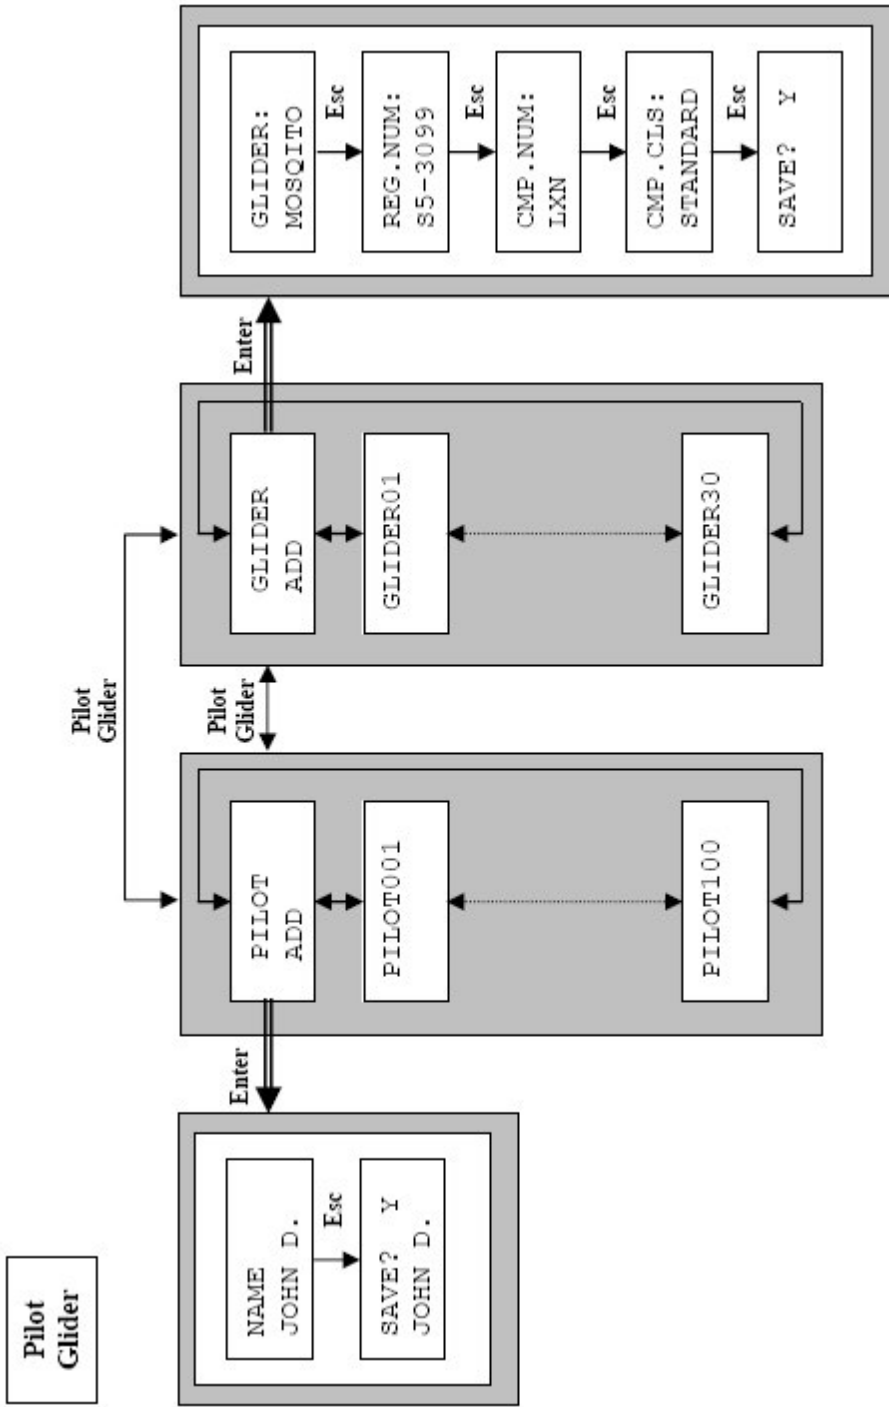 Pilot
Glider
Pilot
Glider
NAME
JOHN D.
Esc
SAVE? Y
JOHN D.
Enter
PILOT
ADD
PILOT001
PILOT100
Pilot
Glider
GLIDER
ADD
GLIDER01
GLIDER30
Enter
GLIDER:
MOSQITO
Esc
REG.NUM:
S5-3099
Esc
CMP.NUM:
LXN
Esc
CMP.CLS:
STANDARD
Esc
SAVE? Y